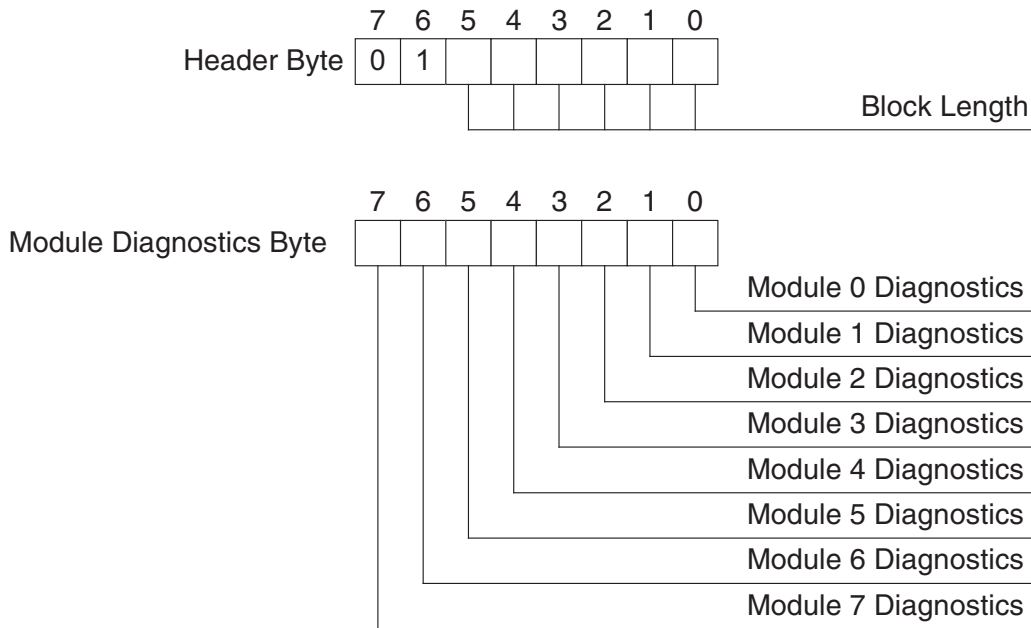 7 6 5 4 3 2 1 0
Header Byte 0 1
Block Length
7 6 5 4 3 2 1 0
Module Diagnostics Byte
Module 0 Diagnostics
Module 1 Diagnostics
Module 2 Diagnostics
Module 3 Diagnostics
Module 4 Diagnostics
Module 5 Diagnostics
Module 6 Diagnostics
Module 7 Diagnostics